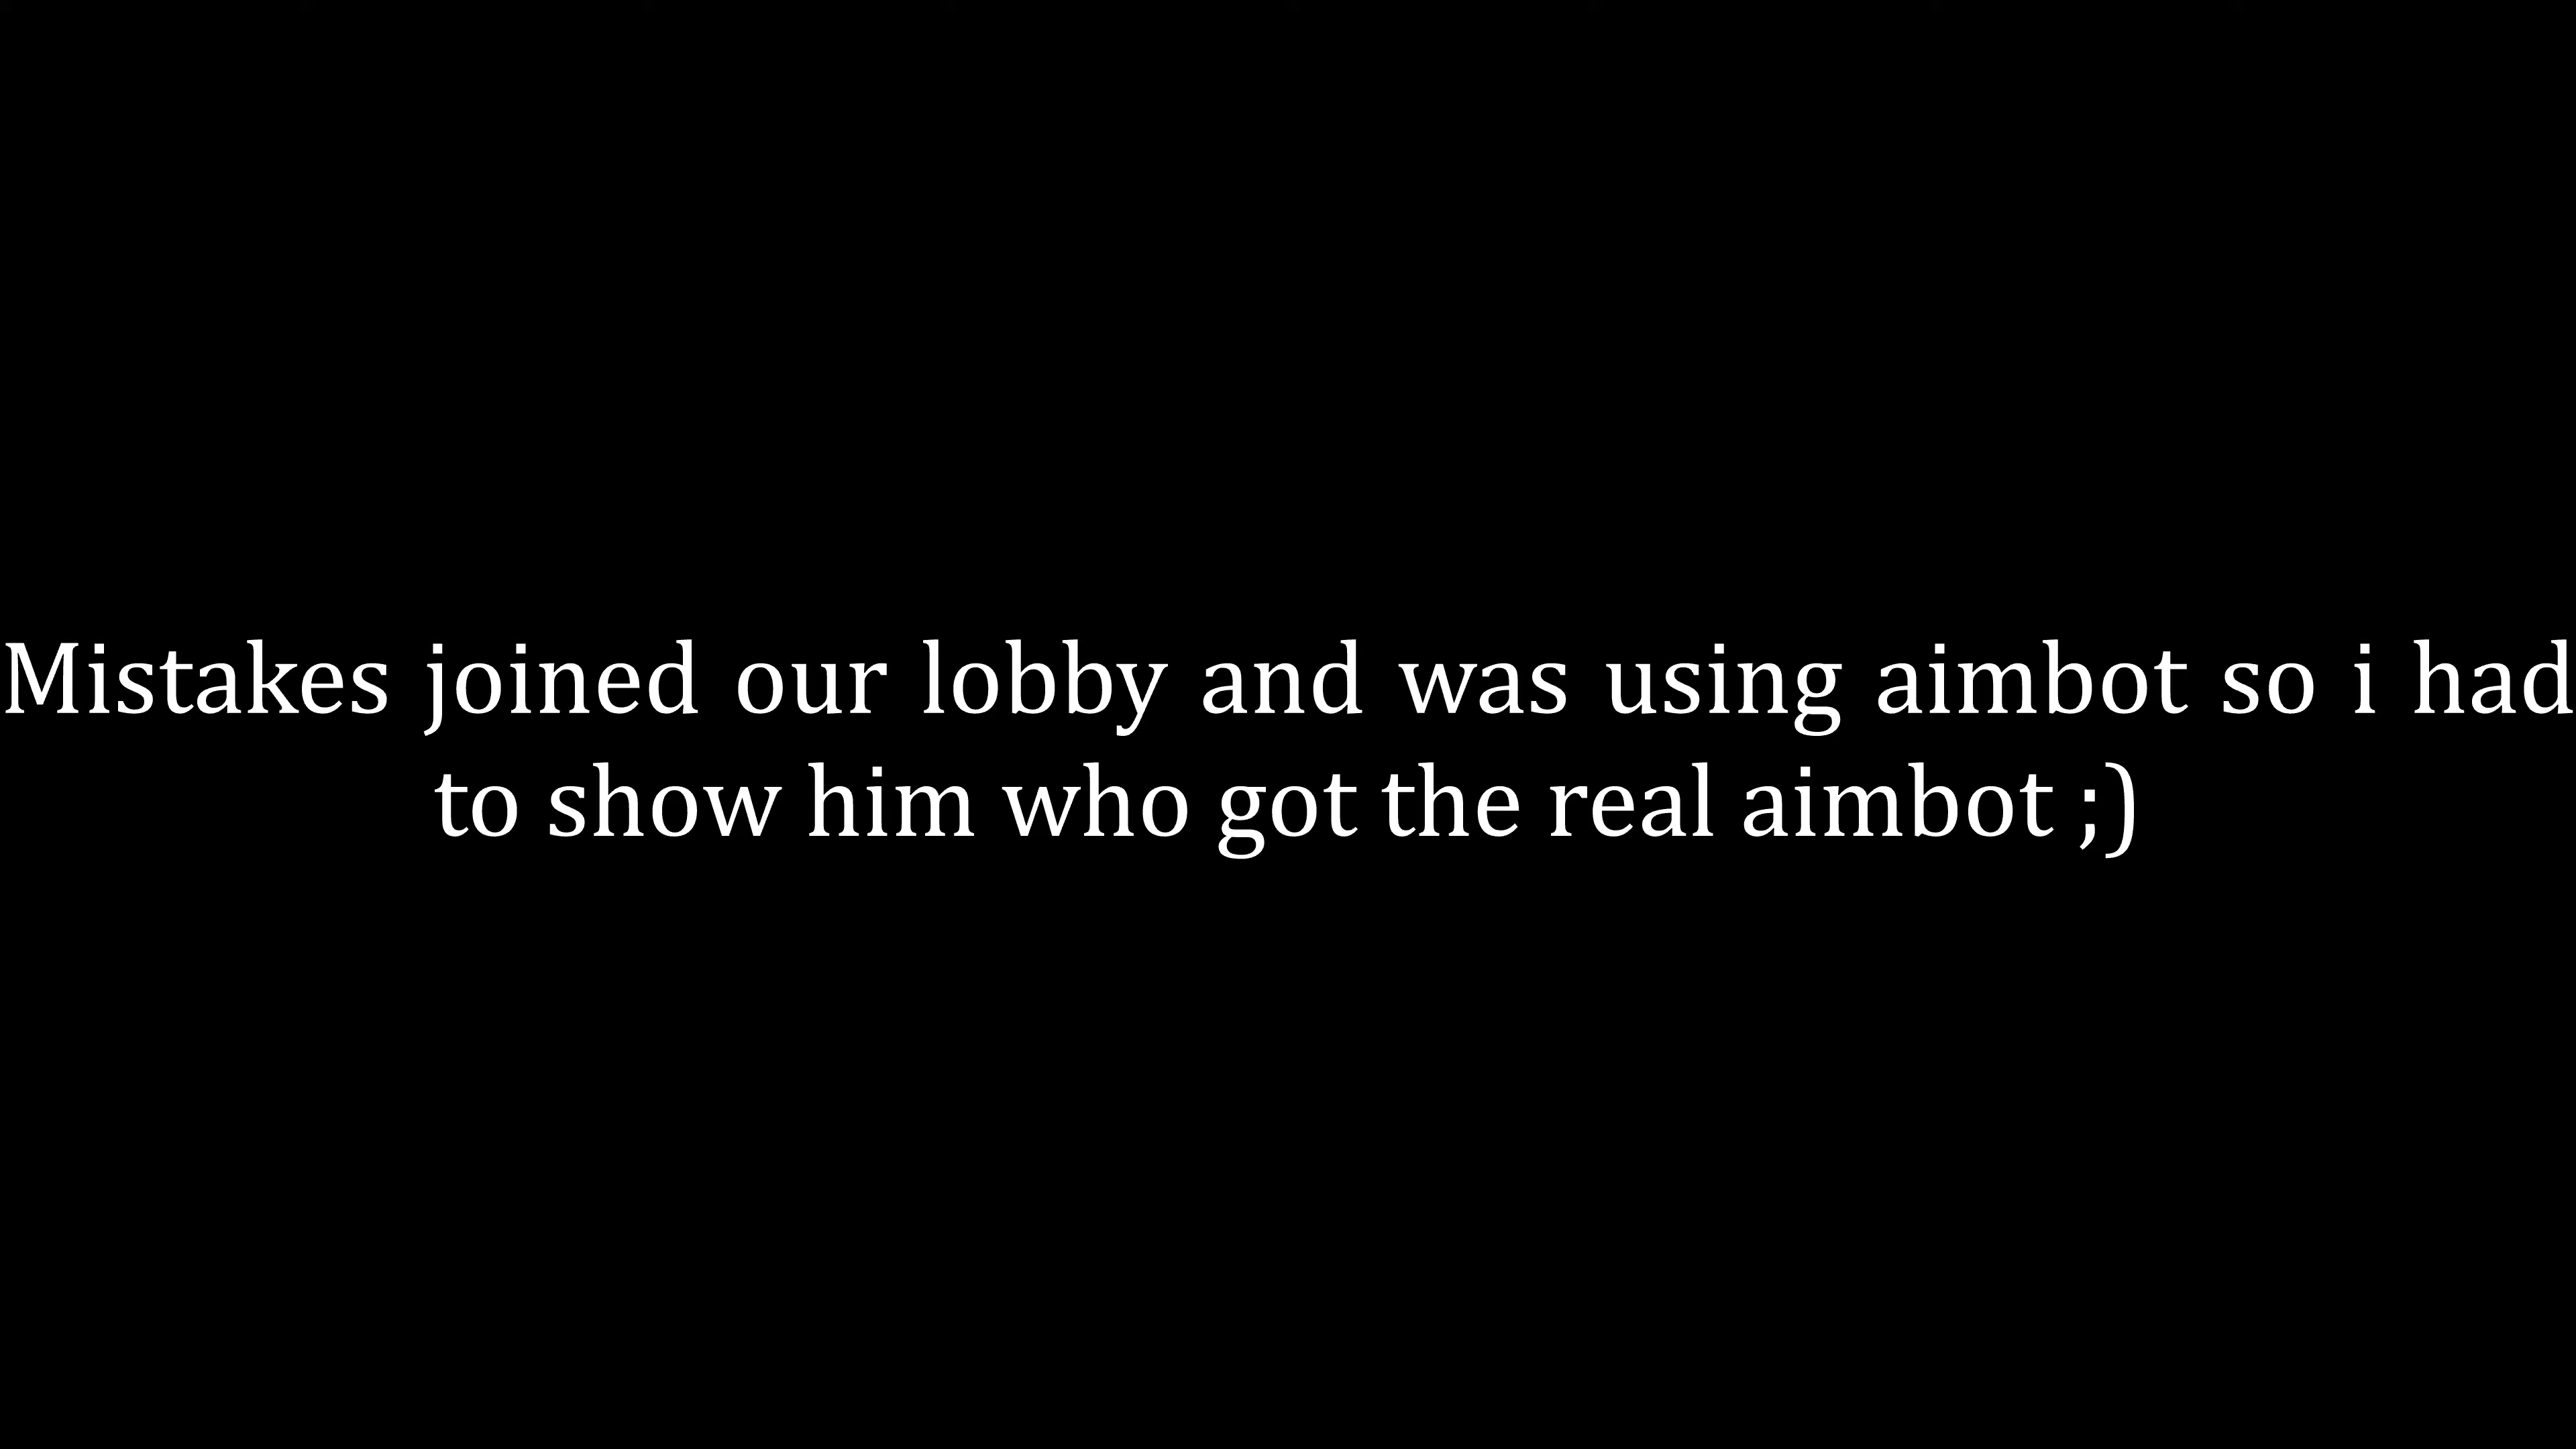 Mistakes joined our lobby and was using aimbot so i had
to show him who got the real aimbot ;)